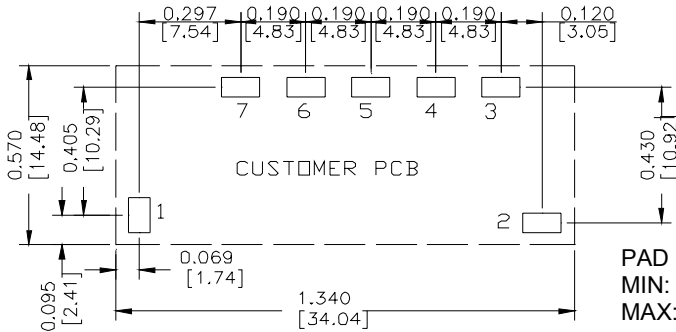 0.297 0.190 0.190 0.190 0.190 0.120
[7.54] [4.83] [4.83] [4.83] [4.83] [3.05]
7 6 5 4 3
0.570
[14.48]
0.405
[10.29]
0.430
[10.92]
CUSTOMER PCB
1
2
0.069
[1.74]
0.095
[2.41]
1.340
[34.04]
PAD
MIN:
MAX: